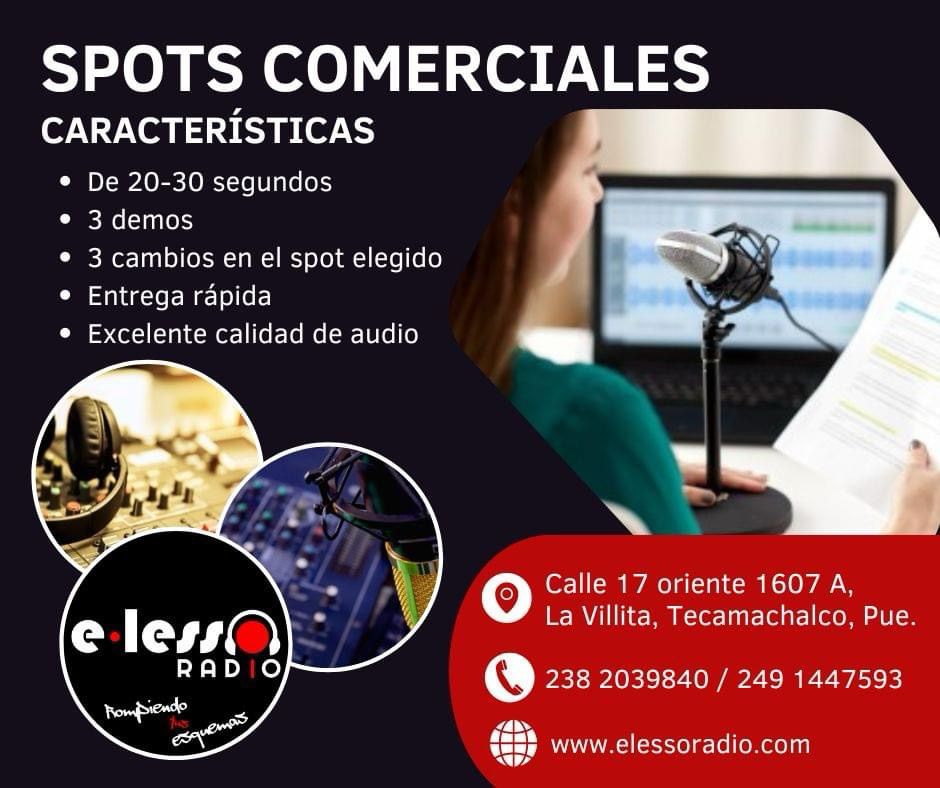 SPOTS COMERCIALES
CARACTERÍSTICAS
• De 20-30 segundos
• 3 demos
• 3 cambios en el spot elegido
• Entrega rápida
• Excelente calidad de audio
e·lesso
RADIO
Rompiendo
tus
esquemas
Calle 17 oriente 1607 A,
La Villita, Tecamachalco, Pue.
238 2039840 / 249 1447593
www.elessoradio.com